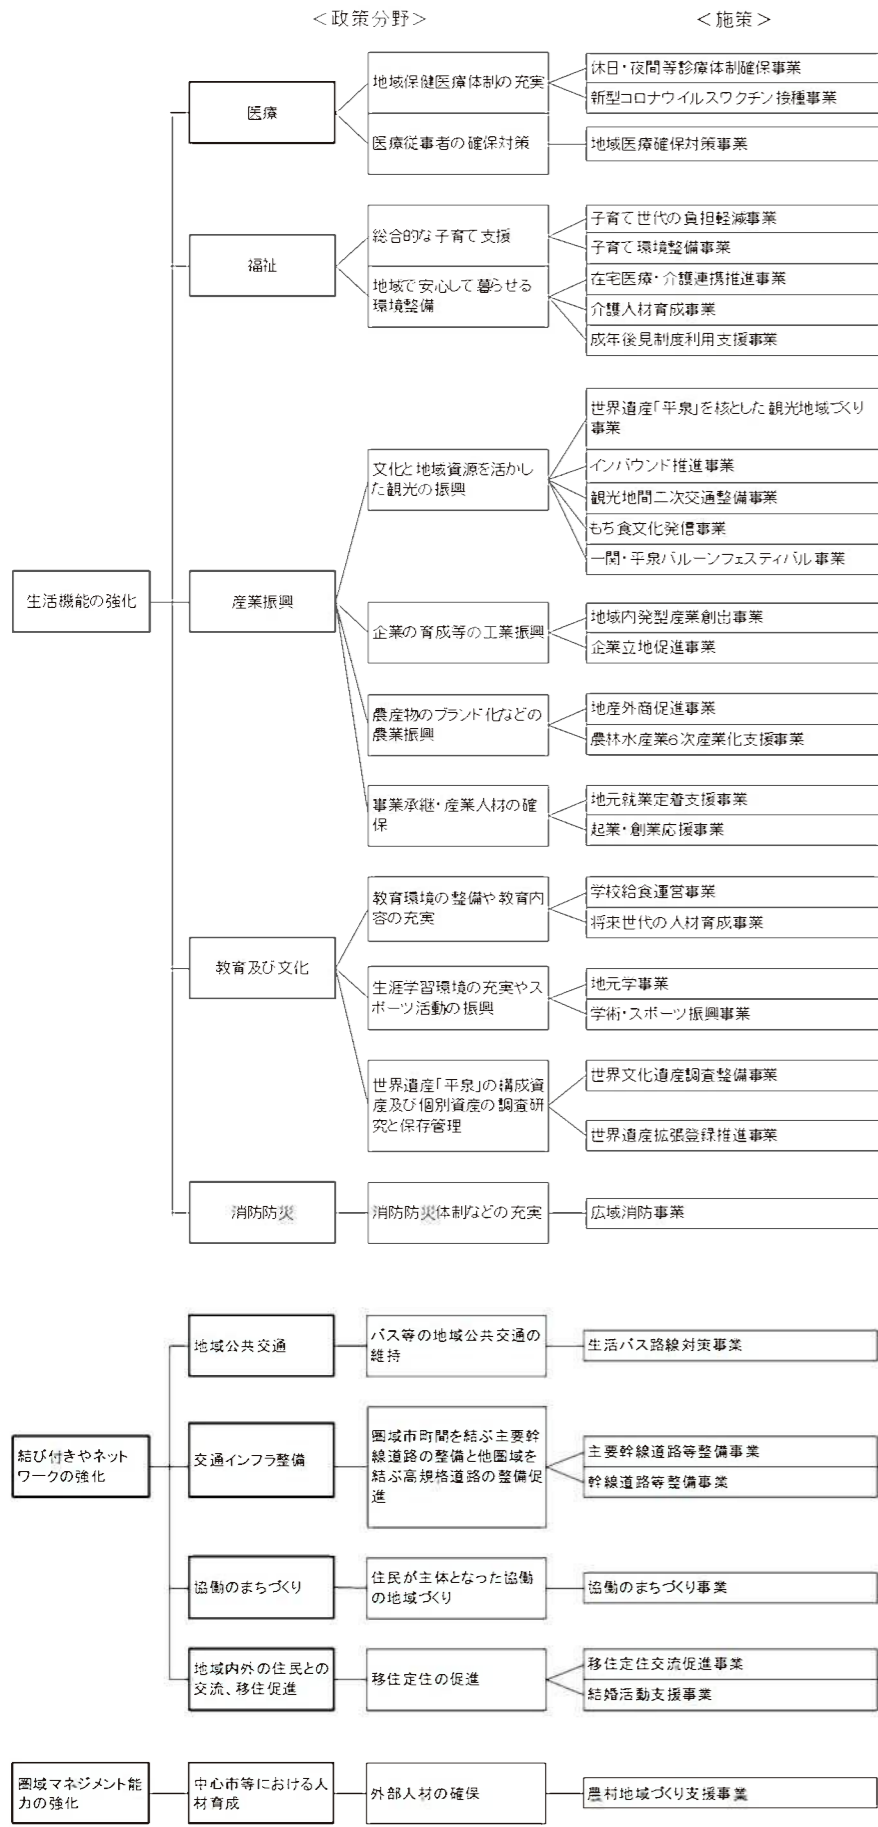 ＜政策分野＞
＜施策＞
生活機能の強化
医療
地域保健医療体制の充実
休日・夜間等診療体制確保事業
新型コロナウイルスワクチン接種事業
医療従事者の確保対策
地域医療確保対策事業
福祉
総合的な子育て支援
子育て世代の負担軽減事業
子育て環境整備事業
地域で安心して暮らせる
環境整備
在宅医療・介護連携推進事業
介護人材育成事業
成年後見制度利用支援事業
産業振興
文化と地域資源を活かし
た観光の振興
世界遺産「平泉」を核とした観光地域づくり
事業
インバウンド推進事業
観光地間二次交通整備事業
もち食文化発信事業
一関・平泉バルーンフェスティバル事業
企業の育成等の工業振興
地域内発型産業創出事業
企業立地促進事業
農産物のブランド化などの
農業振興
地産外商促進事業
農林水産業6次産業化支援事業
事業承継・産業人材の確
保
地元就業定着支援事業
起業・創業応援事業
教育及び文化
教育環境の整備や教育内
容の充実
学校給食運営事業
将来世代の人材育成事業
生涯学習環境の充実やス
ポーツ活動の振興
地元学事業
学術・スポーツ振興事業
世界遺産「平泉」の構成資
産及び個別資産の調査研
究と保存管理
世界文化遺産調査整備事業
世界遺産拡張登録推進事業
消防防災
消防防災体制などの充実
広域消防事業
結び付きやネット
ワークの強化
地域公共交通
バス等の地域公共交通の
維持
生活バス路線対策事業
交通インフラ整備
圏域市町間を結ぶ主要幹
線道路の整備と他圏域を
結ぶ高規格道路の整備促
進
主要幹線道路等整備事業
幹線道路等整備事業
協働のまちづくり
住民が主体となった協働
の地域づくり
協働のまちづくり事業
地域内外の住民との
交流、移住促進
移住定住の促進
移住定住交流促進事業
結婚活動支援事業
圏域マネジメント能
力の強化
中心市等における人
材育成
外部人材の確保
農村地域づくり支援事業